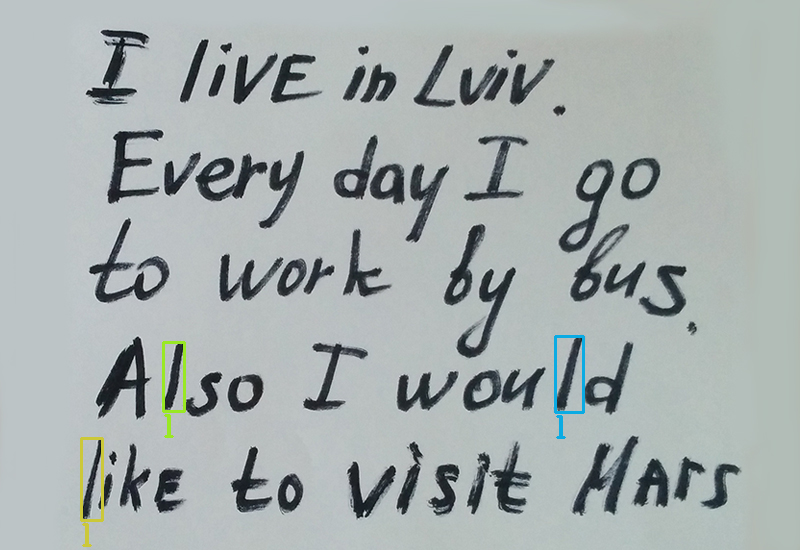 I liVE in Lviv.
Every day I go
to work by bus.
Also I would
likE to visit MArs
l
l
l